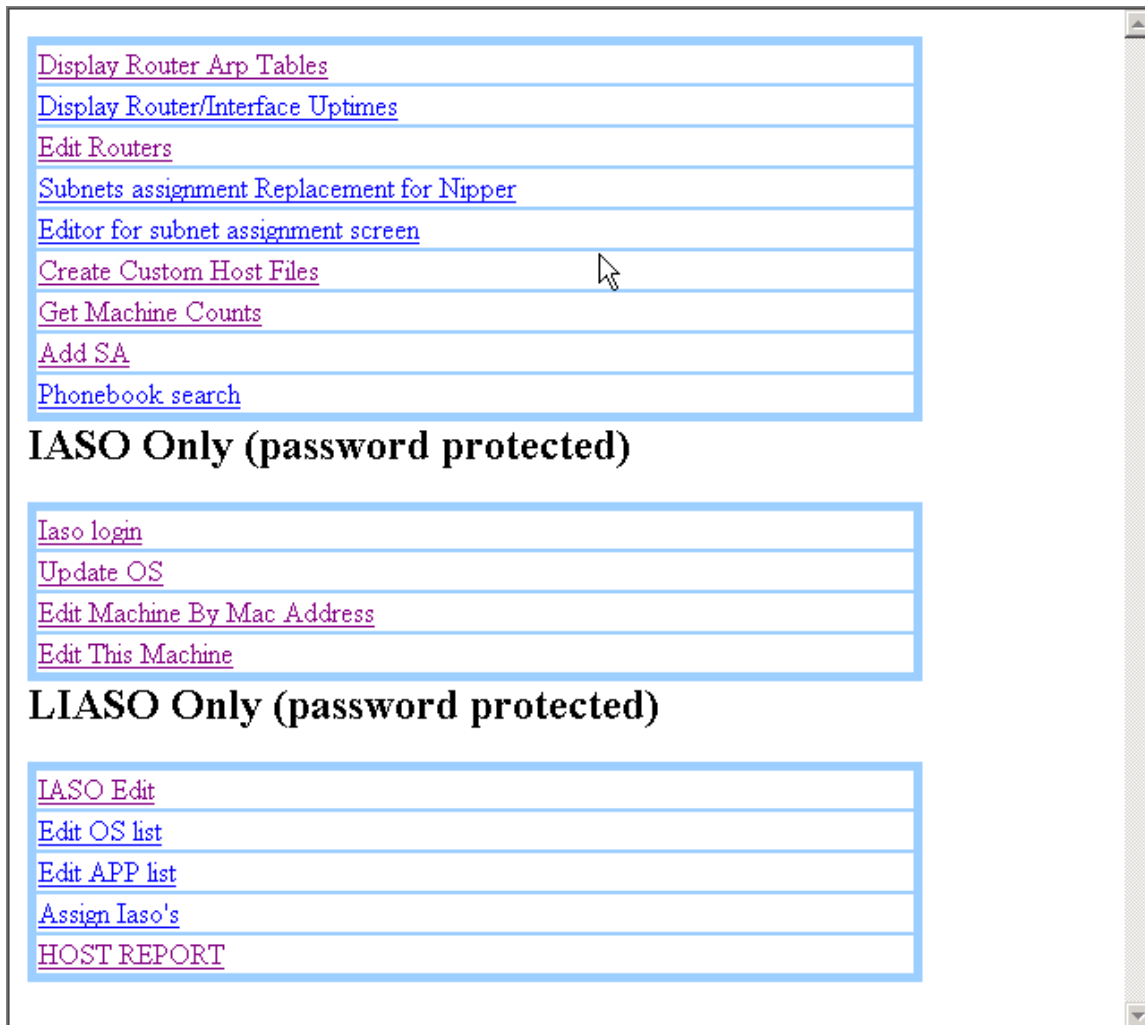 Display Router Arp Tables
Display Router/Interface Uptimes
Edit Routers
Subnets assignment Replacement for Nipper
Editor for subnet assignment screen
Create Custom Host Files
Get Machine Counts
Add SA
Phonebook search
IASO Only (password protected)
Iaso login
Update OS
Edit Machine By Mac Address
Edit This Machine
LIASO Only (password protected)
IASO Edit
Edit OS list
Edit APP list
Assign Iaso's
HOST REPORT